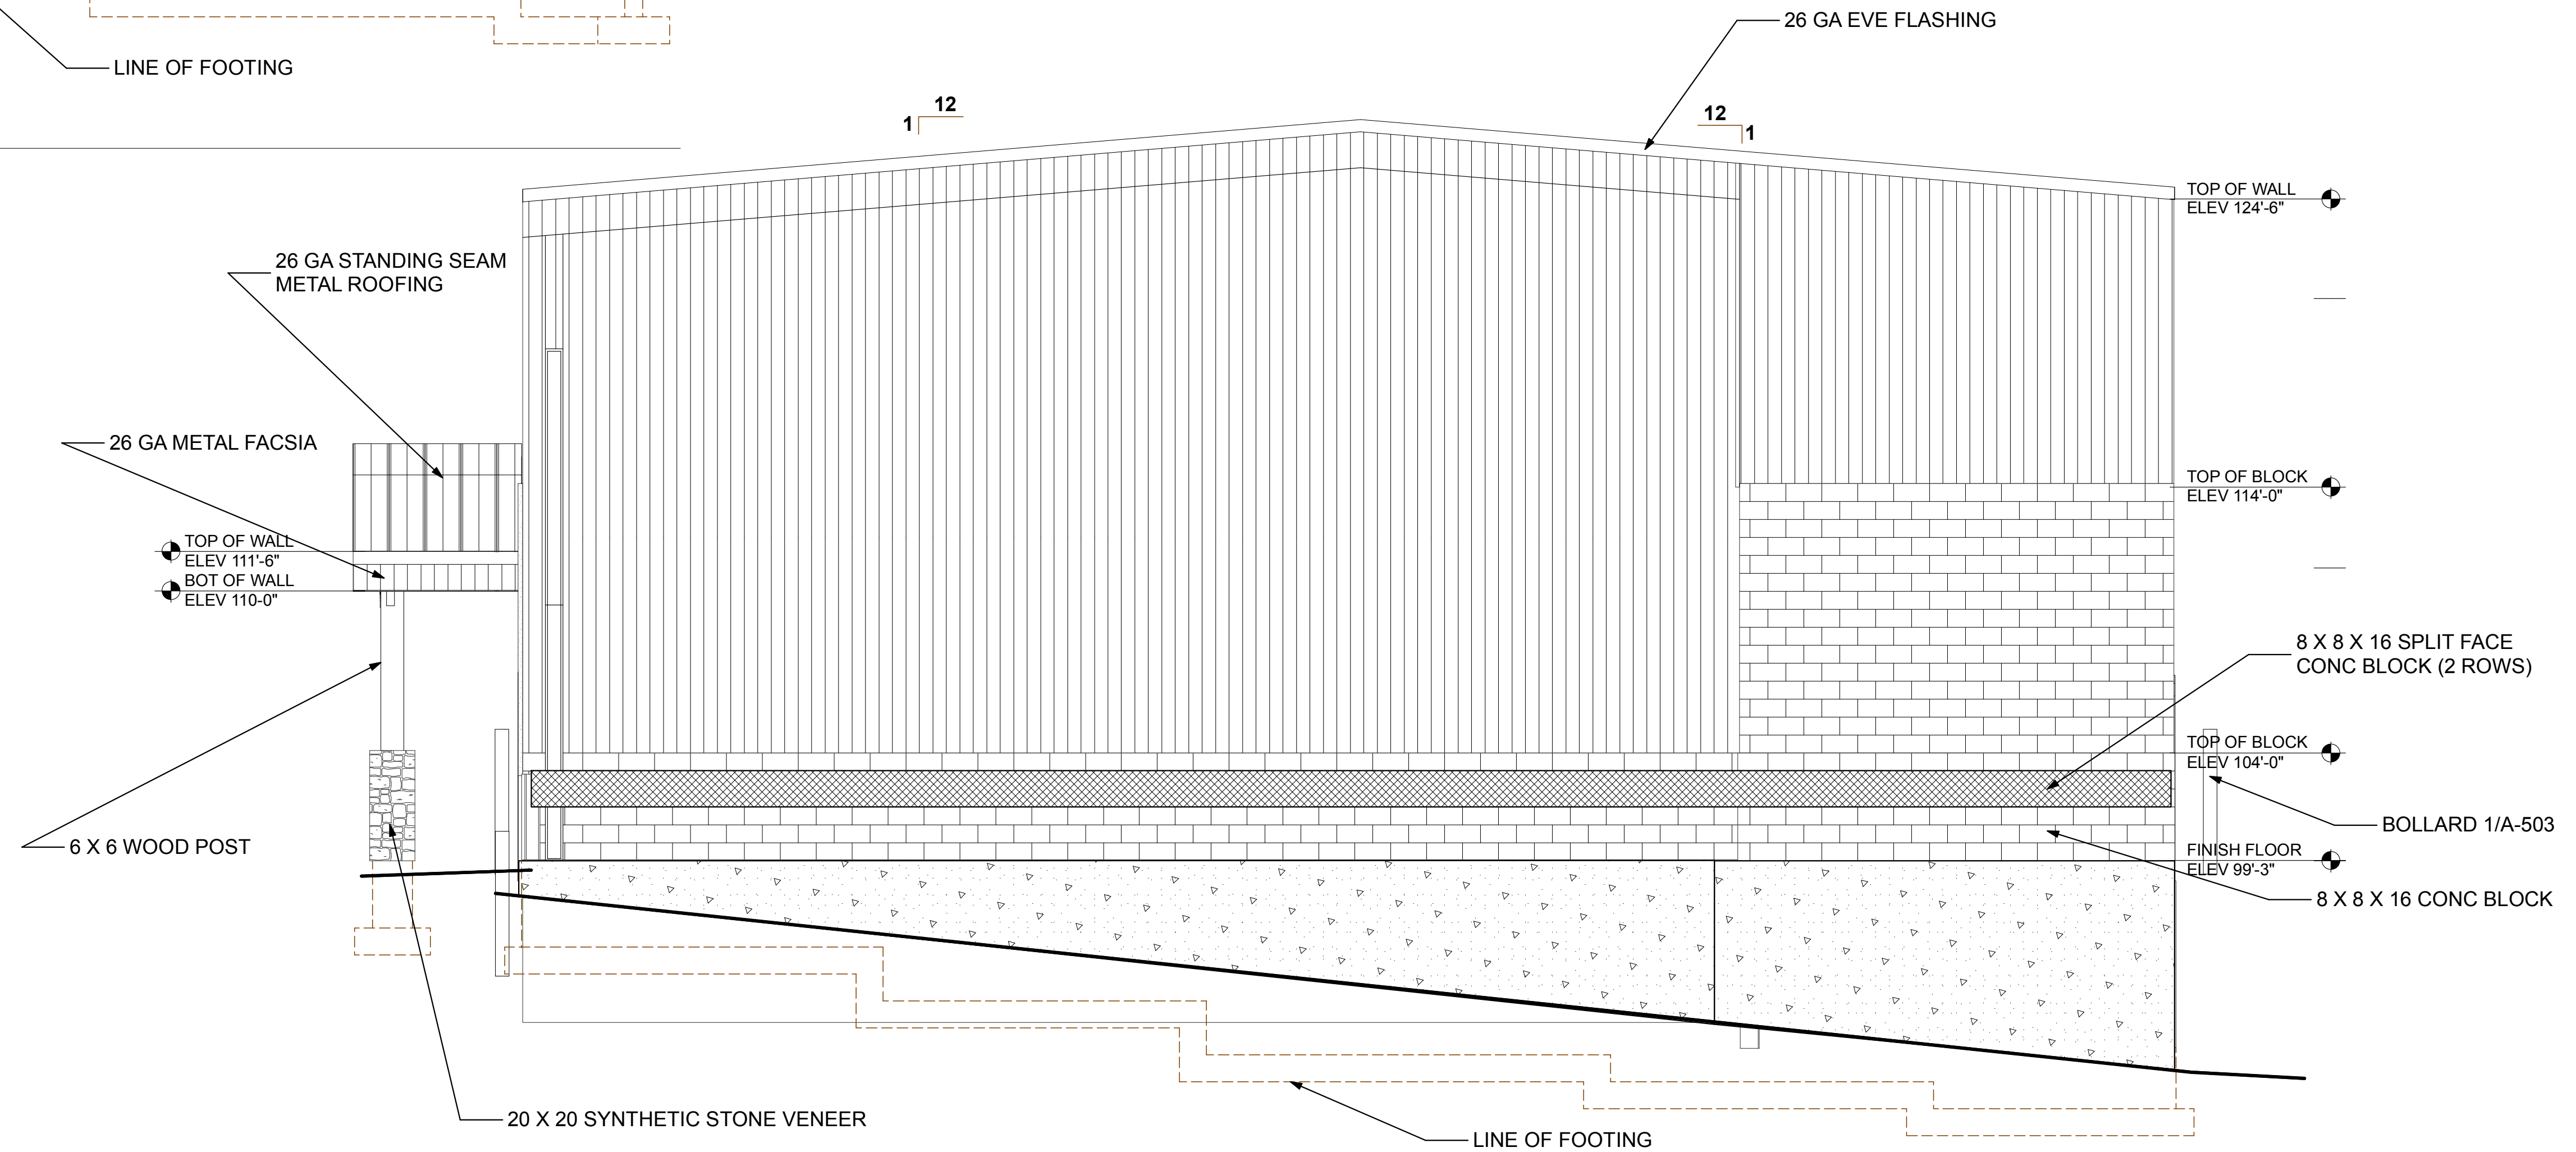 26 GA EVE FLASHING
LINE OF FOOTING
12
1
12
1
TOP OF WALL
ELEV 124'-6"
26 GA STANDING SEAM
METAL ROOFING
26 GA METAL FACSIA
TOP OF BLOCK
ELEV 114'-0"
TOP OF WALL
ELEV 111'-6"
BOT OF WALL
ELEV 110-0"
8 X 8 X 16 SPLIT FACE
CONC BLOCK (2 ROWS)
TOP OF BLOCK
ELEV 104'-0"
BOLLARD 1/A-503
6 X 6 WOOD POST
FINISH FLOOR
ELEV 99'-3"
8 X 8 X 16 CONC BLOCK
20 X 20 SYNTHETIC STONE VENEER
LINE OF FOOTING